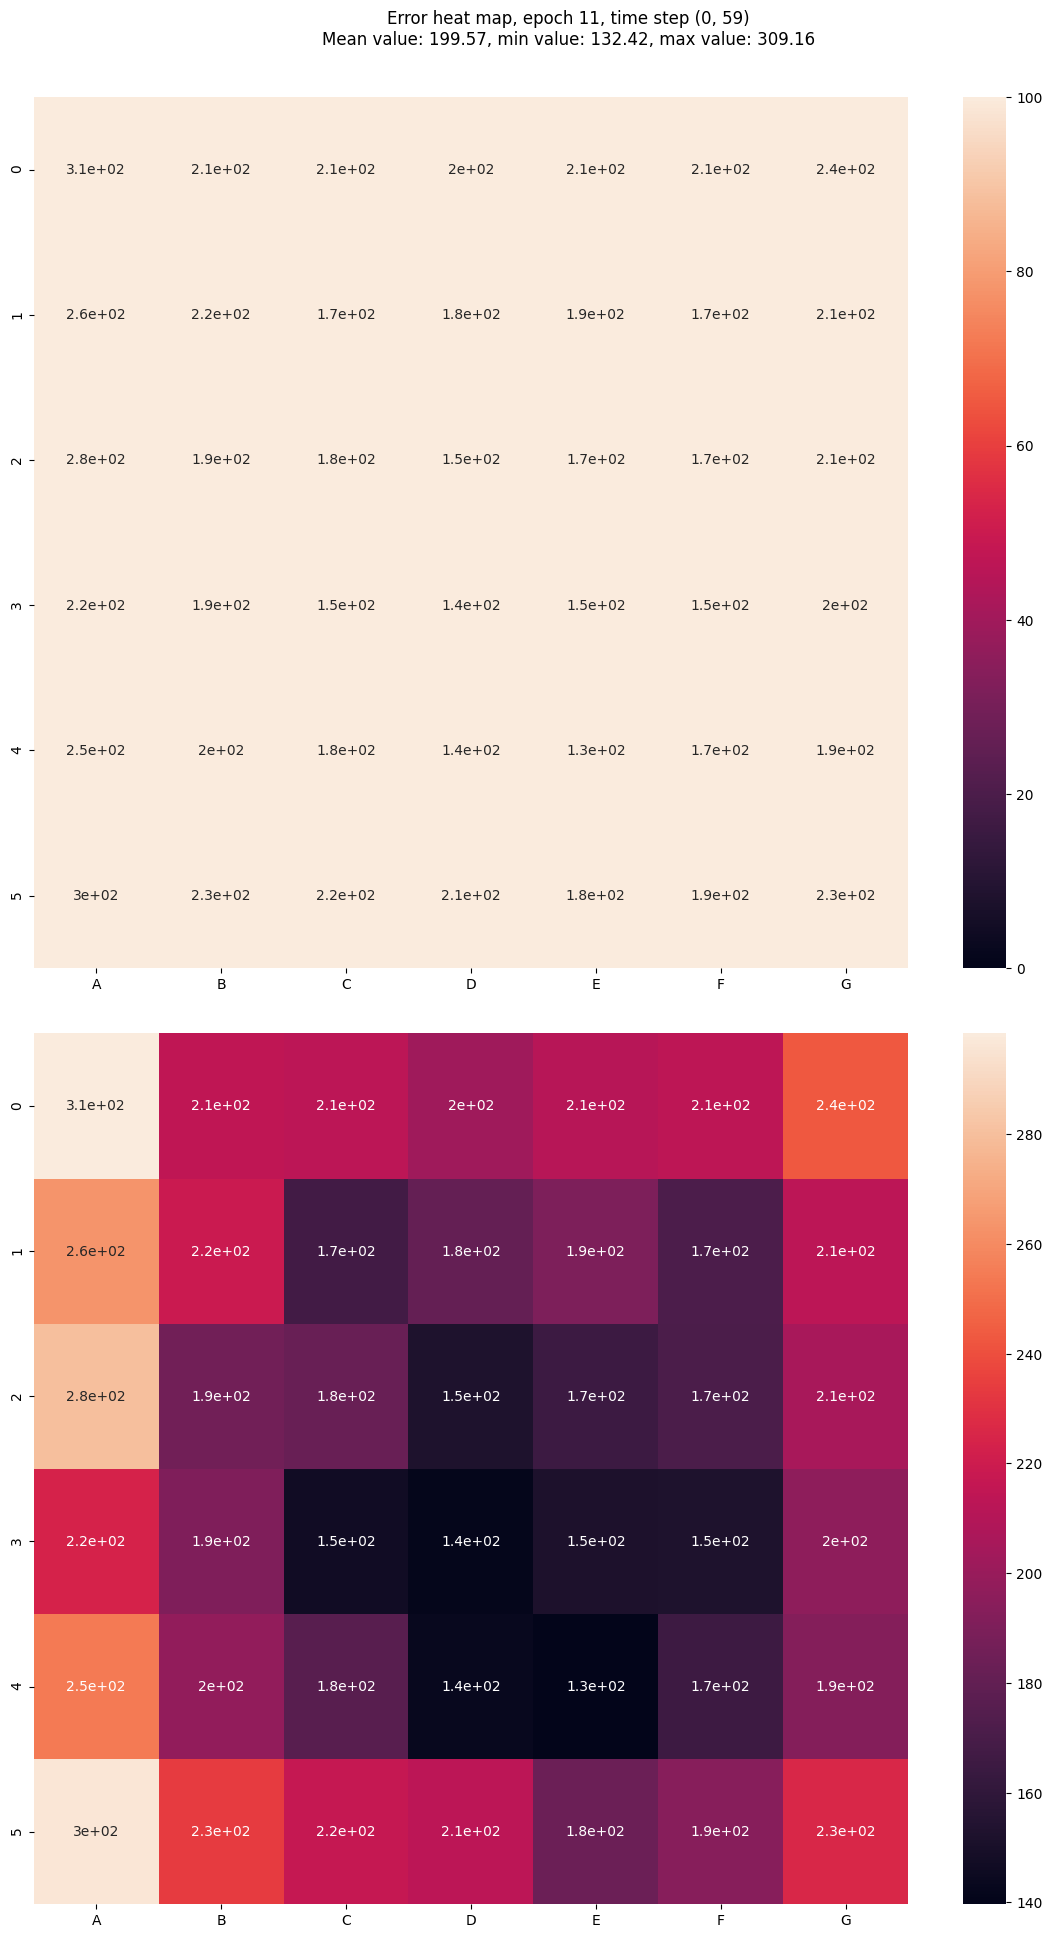 Error heat map, epoch 11, time step (0, 59)
Mean value: 199.57, min value: 132.42, max value: 309.16
100
0 3.1e+02 2.1e+02 2.1e+02 2e+02 2.1e+02 2.1e+02 2.4e+02
80
1 2.6e+02 2.2e+02 1.7e+02 1.8e+02 1.9e+02 1.7e+02 2.1e+02
60
2 2.8e+02 1.9e+02 1.8e+02 1.5e+02 1.7e+02 1.7e+02 2.1e+02
3 2.2e+02 1.9e+02 1.5e+02 1.4e+02 1.5e+02 1.5e+02 2e+02
40
4 2.5e+02 2e+02 1.8e+02 1.4e+02 1.3e+02 1.7e+02 1.9e+02
20
5 3e+02 2.3e+02 2.2e+02 2.1e+02 1.8e+02 1.9e+02 2.3e+02
0
A B C D E F G
0 3.1e+02 2.1e+02 2.1e+02 2e+02 2.1e+02 2.1e+02 2.4e+02
280
1 2.6e+02 2.2e+02 1.7e+02 1.8e+02 1.9e+02 1.7e+02 2.1e+02
260
240
2 2.8e+02 1.9e+02 1.8e+02 1.5e+02 1.7e+02 1.7e+02 2.1e+02
220
3 2.2e+02 1.9e+02 1.5e+02 1.4e+02 1.5e+02 1.5e+02 2e+02
200
4 2.5e+02 2e+02 1.8e+02 1.4e+02 1.3e+02 1.7e+02 1.9e+02
180
160
5 3e+02 2.3e+02 2.2e+02 2.1e+02 1.8e+02 1.9e+02 2.3e+02
140
A B C D E F G